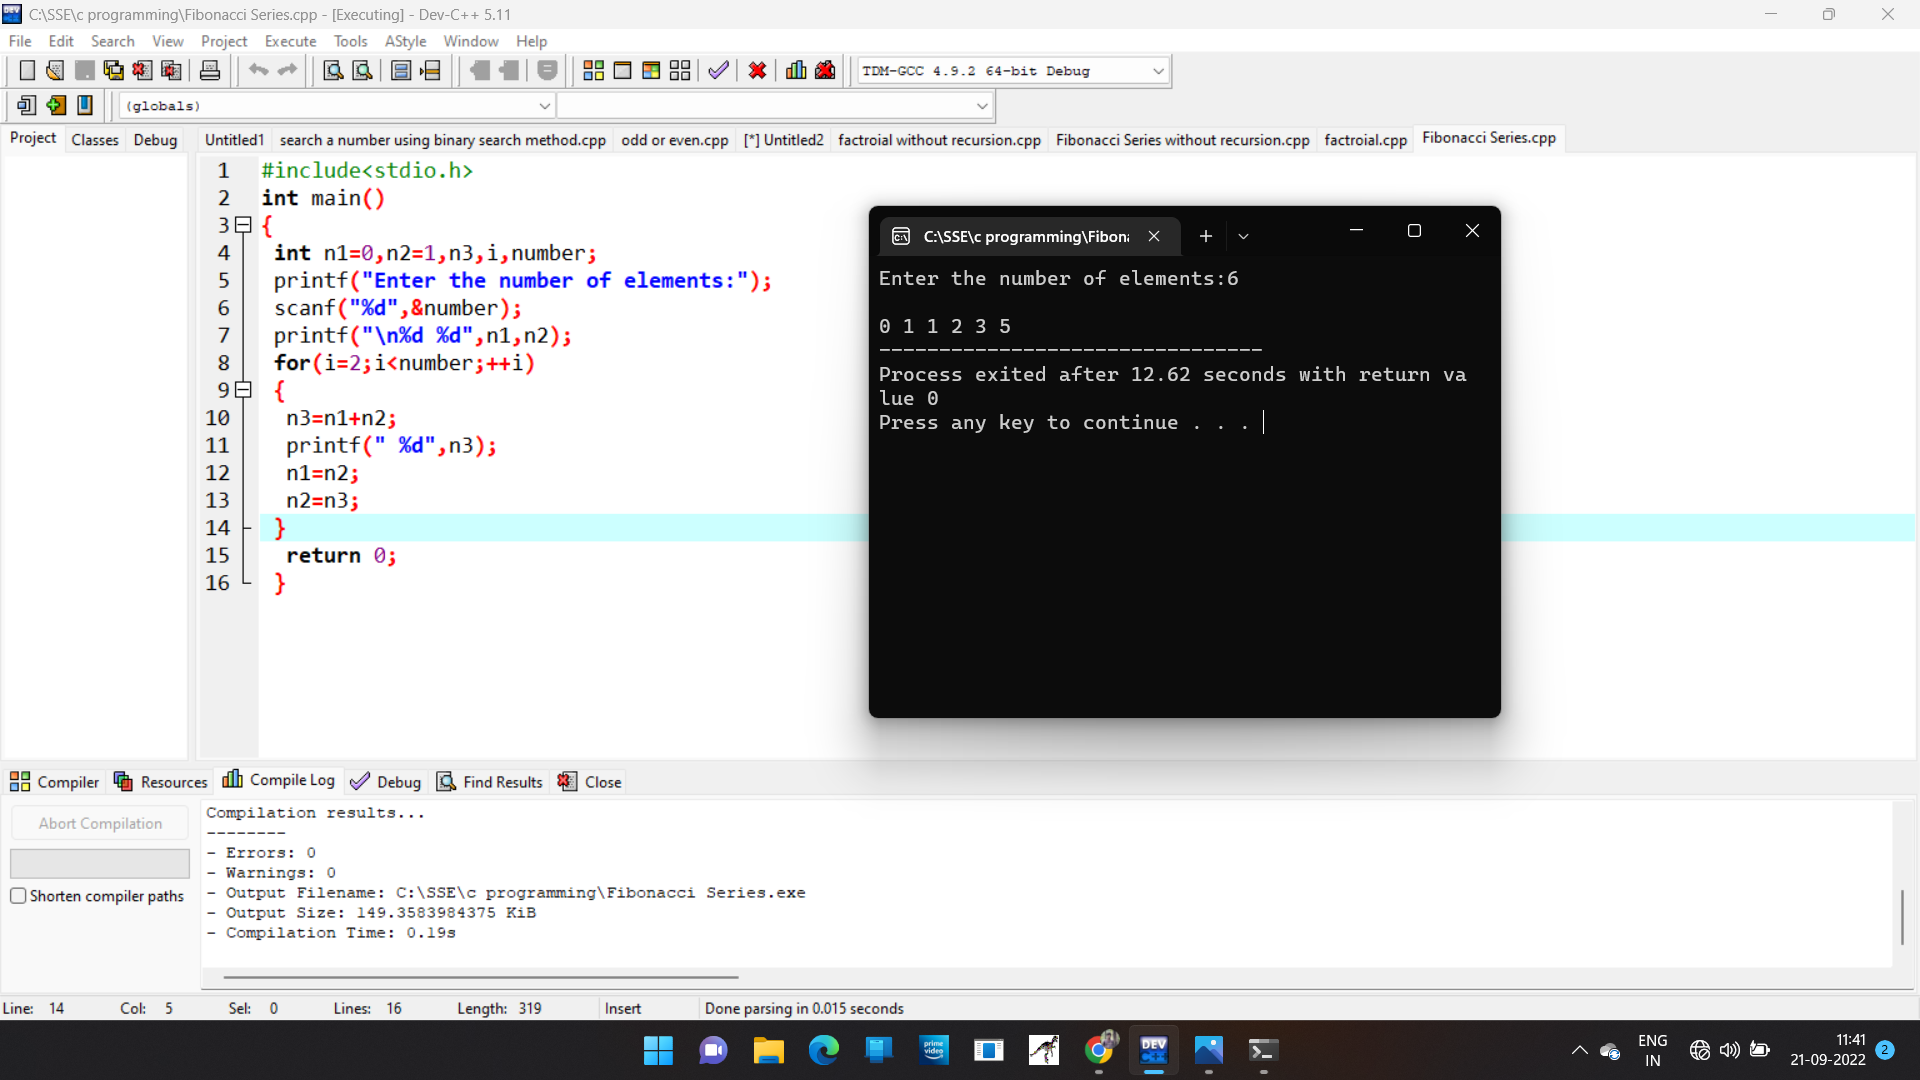 C:\SSE\c programming\Fibonacci Series.cpp - [Executing] - Dev-C++ 5.11
File Edit Search View Project Execute Tools AStyle Window Help
TDM-GCC 4.9.2 64-bit Debug
(globals)
Project Classes Debug
Untitled1 search a number using binary search method.cpp odd or even.cpp [*] Untitled2 factroial without recursion.cpp Fibonacci Series without recursion.cpp factroial.cpp Fibonacci Series.cpp
1 #include<stdio.h>
2 int main()
3 {
4 int n1=0,n2=1,n3,i,number;
5 printf("Enter the number of elements:");
6 scanf("%d",&number);
7 printf("\n%d %d",n1,n2);
8 for(i=2;i<number;++i)
9 {
10 n3=n1+n2;
11 printf(" %d",n3);
12 n1=n2;
13 n2=n3;
14 }
15 return 0;
16 }
C:\SSE\c programming\Fibon
Enter the number of elements:6
0 1 1 2 3 5
--------------------------------
Process exited after 12.62 seconds with return va
lue 0
Press any key to continue . . .
Compiler Resources Compile Log Debug Find Results Close
Abort Compilation
Shorten compiler paths
Compilation results...
--------
- Errors: 0
- Warnings: 0
- Output Filename: C:\SSE\c programming\Fibonacci Series.exe
- Output Size: 149.3583984375 KiB
- Compilation Time: 0.19s
Line: 14 Col: 5 Sel: 0 Lines: 16 Length: 319 Insert Done parsing in 0.015 seconds
prime video
DEV C++
ENG
IN
11:41
21-09-2022
2